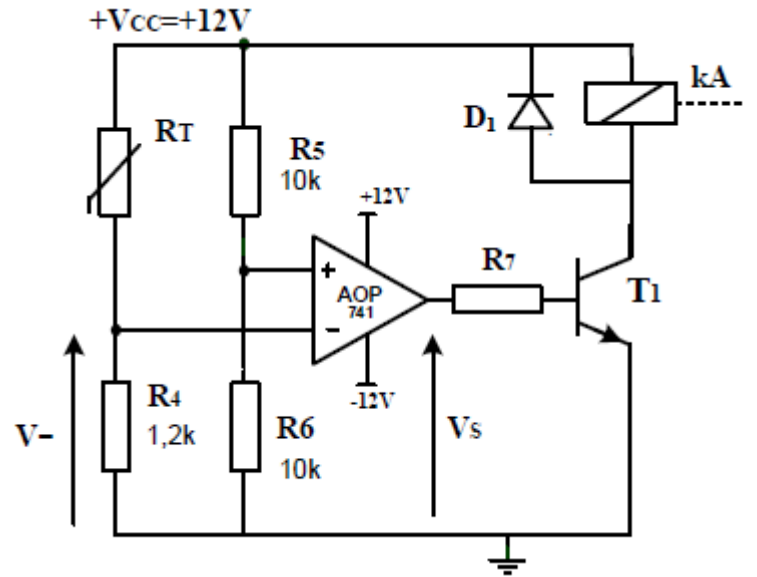 +VCC=+12V
kA
RT
R5
10k
D1
+12V
+
AOP
741
−
R7
T1
-12V
V−
R4
1,2k
R6
10k
VS